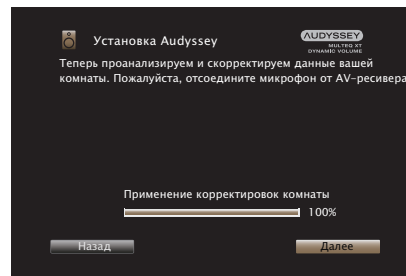 Установка Audyssey
AUDYSSEY
MULTEQ XT
DYNAMIC VOLUME
Теперь проанализируем и скорректируем данные вашей
комнаты. Пожалуйста, отсоедините микрофон от AV-ресивера
Применение корректировок комнаты
100%
Назад
Далее